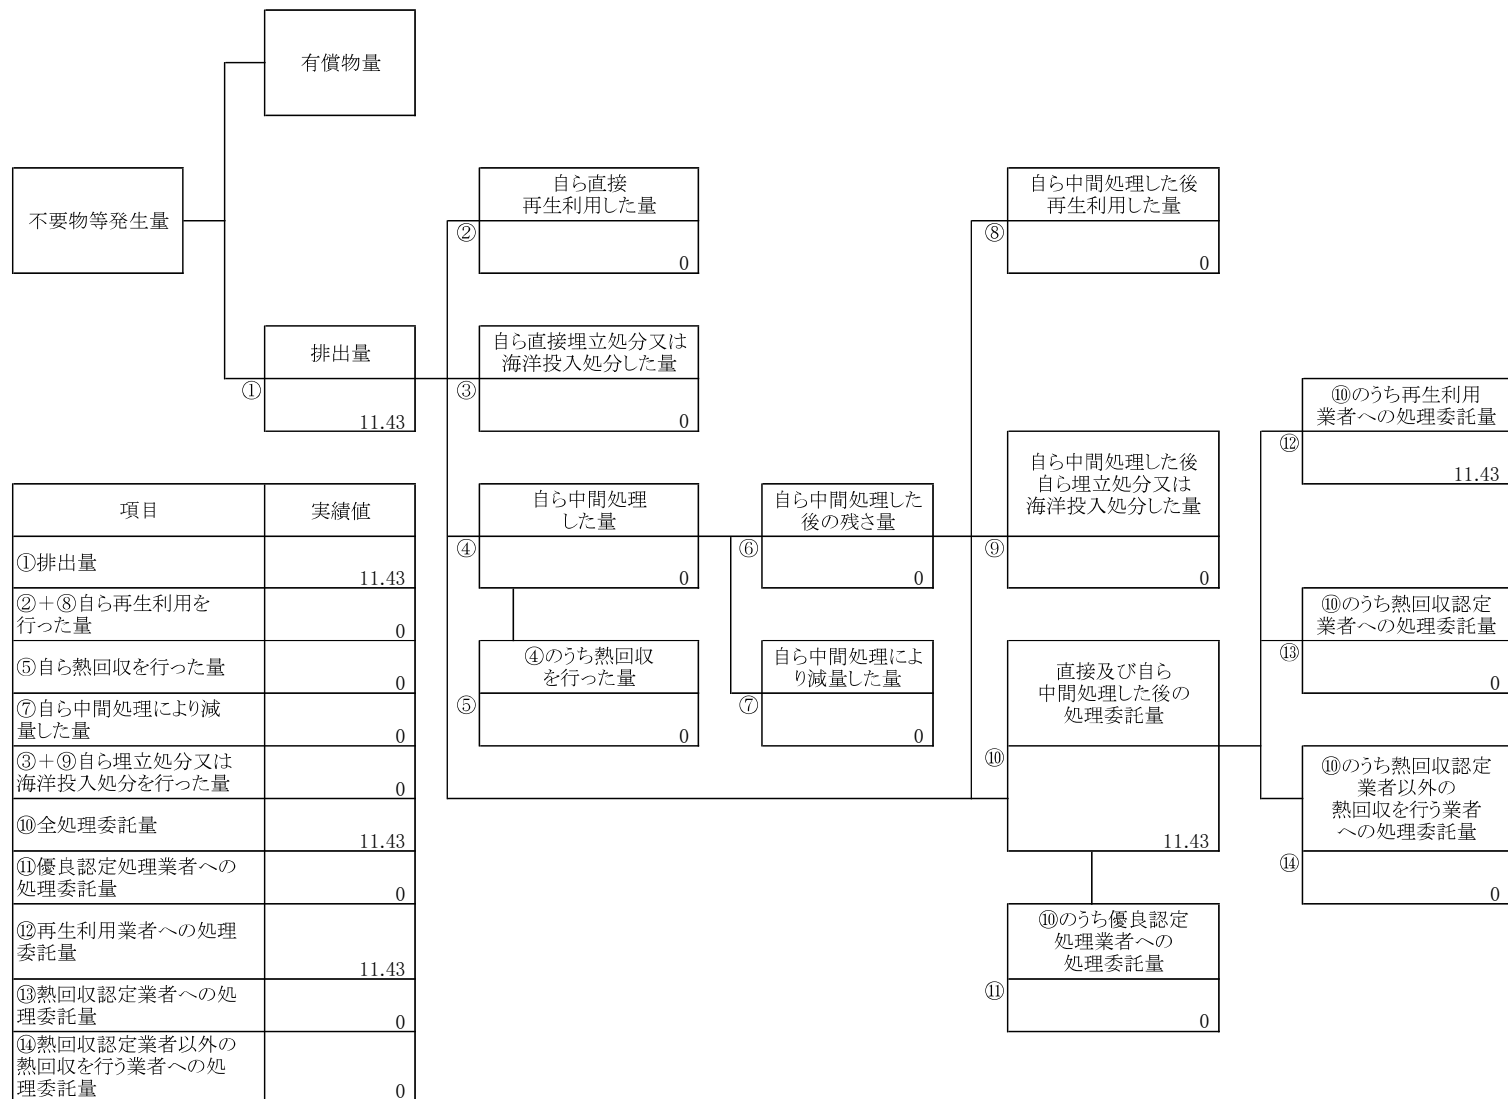 有償物量
不要物等発生量
自ら直接
再生利用した量
②
0
自ら中間処理した後
再生利用した量
⑧
0
排出量
①
11.43
自ら直接埋立処分又は
海洋投入処分した量
③
0
⑩のうち再生利用
業者への処理委託量
⑫
11.43
自ら中間処理
した量
④
0
自ら中間処理した
後の残さ量
⑥
0
自ら中間処理した後
自ら埋立処分又は
海洋投入処分した量
⑨
0
⑩のうち熱回収認定
業者への処理委託量
⑬
0
④のうち熱回収
を行った量
⑤
0
自ら中間処理によ
り減量した量
⑦
0
直接及び自ら
中間処理した後の
処理委託量
⑩
11.43
⑩のうち熱回収認定
業者以外の
熱回収を行う業者
への処理委託量
⑭
0
⑩のうち優良認定
処理業者への
処理委託量
⑪
0
項目 実績値
①排出量
11.43
②＋⑧自ら再生利用を
行った量
0
⑤自ら熱回収を行った量
0
⑦自ら中間処理により減
量した量
0
③＋⑨自ら埋立処分又は
海洋投入処分を行った量
0
⑩全処理委託量
11.43
⑪優良認定処理業者への
処理委託量
0
⑫再生利用業者への処理
委託量
11.43
⑬熱回収認定業者への処
理委託量
0
⑭熱回収認定業者以外の
熱回収を行う業者への処
理委託量
0